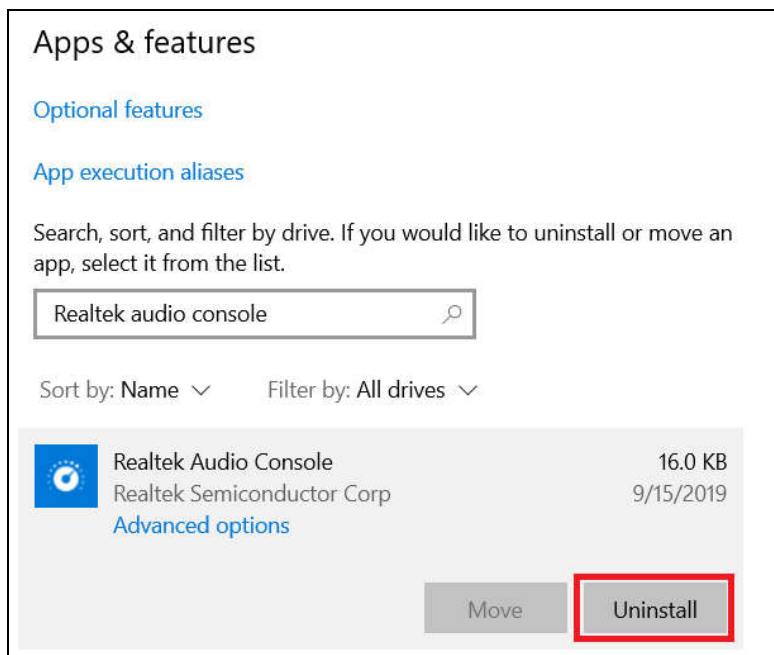 Apps & features
Optional features
App execution aliases
Search, sort, and filter by drive. If you would like to uninstall or move an
app, select it from the list.
Realtek audio console
Sort by: Name Filter by: All drives
Realtek Audio Console 16.0 KB
Realtek Semiconductor Corp 9/15/2019
Advanced options
Move Uninstall